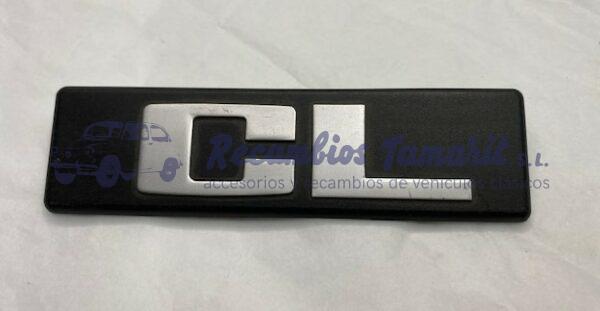 CL
Recambios Tamarit S.L.
accesorios y recambios de vehículos clásicos